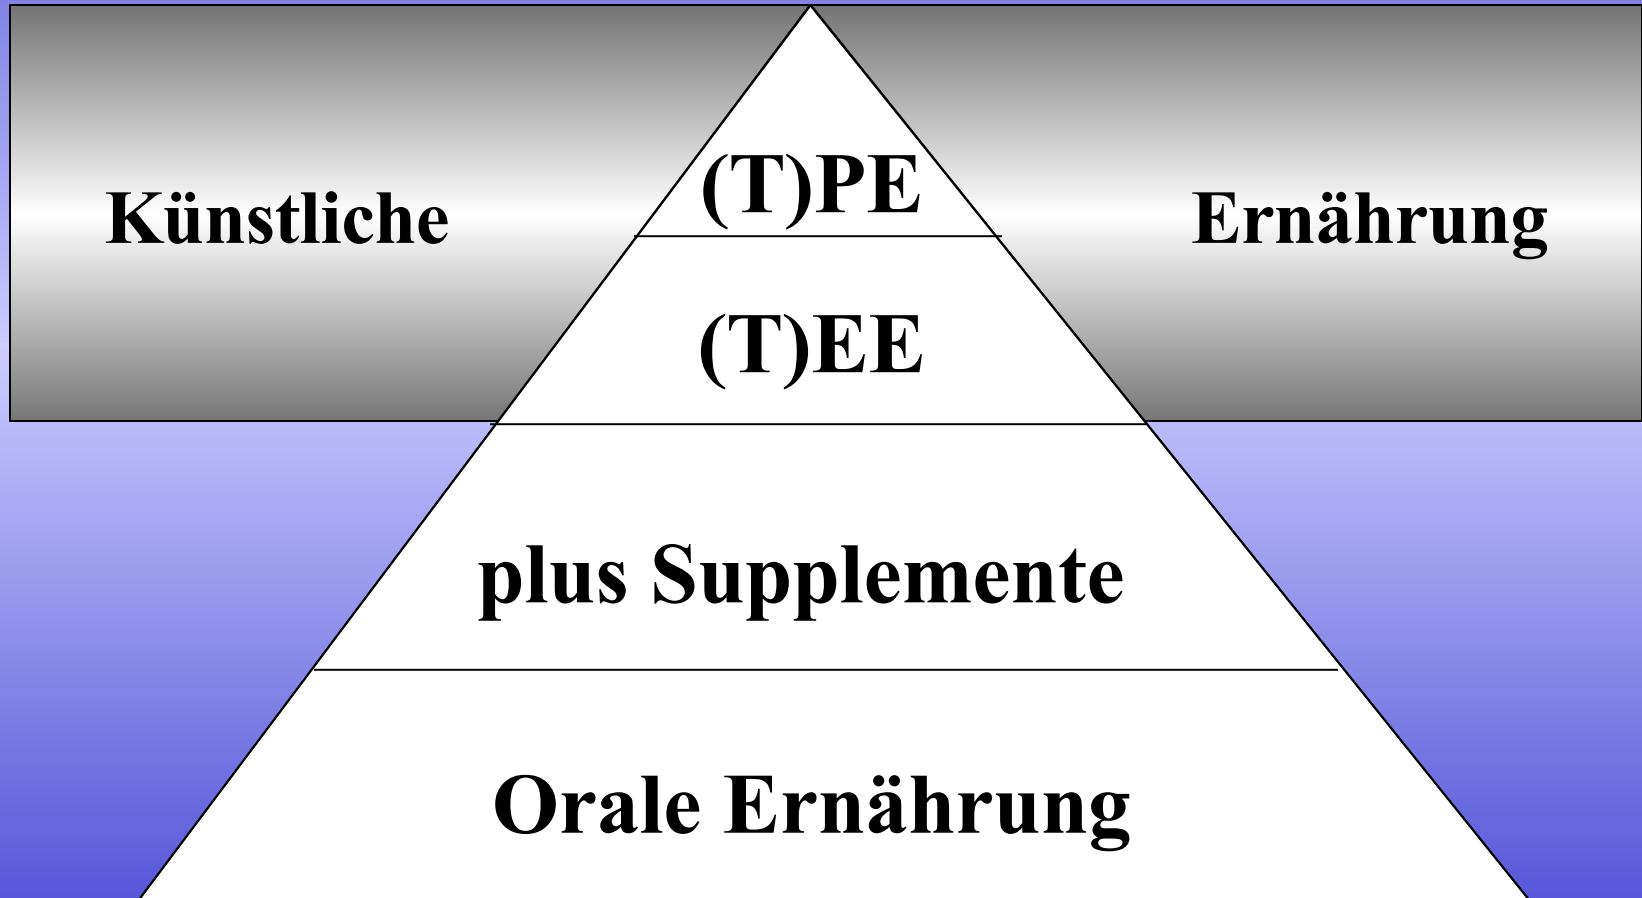 (T)PE
Künstliche Ernährung
(T)EE
plus Supplemente
Orale Ernährung